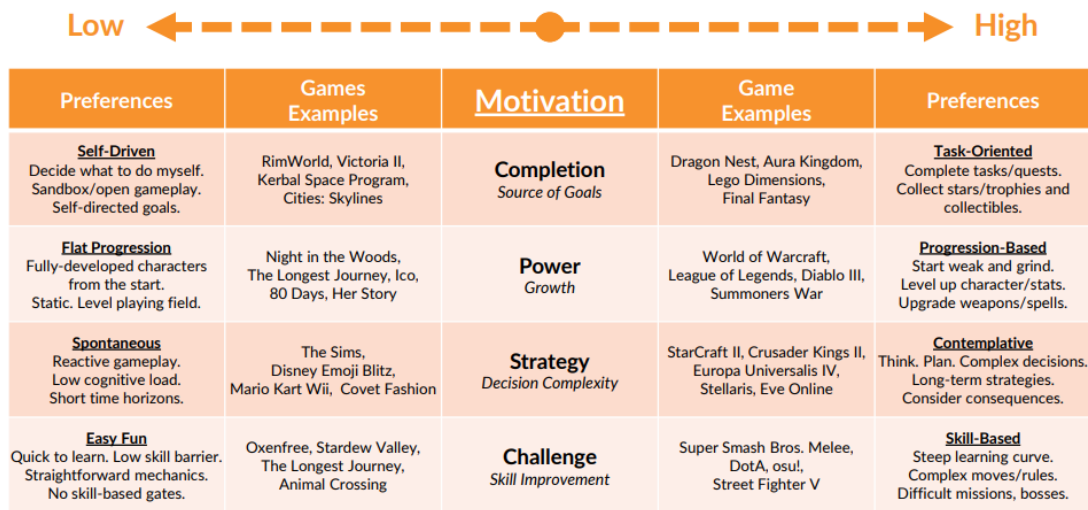 Low High
Preferences
Games
Examples
Motivation
Game
Examples
Preferences
Self-Driven
Decide what to do myself.
Sandbox/open gameplay.
Self-directed goals.
RimWorld, Victoria II,
Kerbal Space Program,
Cities: Skylines
Completion
Source of Goals
Dragon Nest, Aura Kingdom,
Lego Dimensions,
Final Fantasy
Task-Oriented
Complete tasks/quests.
Collect stars/trophies and
collectibles.
Flat Progression
Fully-developed characters
from the start.
Static. Level playing field.
Night in the Woods,
The Longest Journey, Ico,
80 Days, Her Story
Power
Growth
World of Warcraft,
League of Legends, Diablo III,
Summoners War
Progression-Based
Start weak and grind.
Level up character/stats.
Upgrade weapons/spells.
Spontaneous
Reactive gameplay.
Low cognitive load.
Short time horizons.
The Sims,
Disney Emoji Blitz,
Mario Kart Wii, Covet Fashion
Strategy
Decision Complexity
StarCraft II, Crusader Kings II,
Europa Universalis IV,
Stellaris, Eve Online
Contemplative
Think. Plan. Complex decisions.
Long-term strategies.
Consider consequences.
Easy Fun
Quick to learn. Low skill barrier.
Straightforward mechanics.
No skill-based gates.
Oxenfree, Stardew Valley,
The Longest Journey,
Animal Crossing
Challenge
Skill Improvement
Super Smash Bros. Melee,
DotA, osu!,
Street Fighter V
Skill-Based
Steep learning curve.
Complex moves/rules.
Difficult missions, bosses.